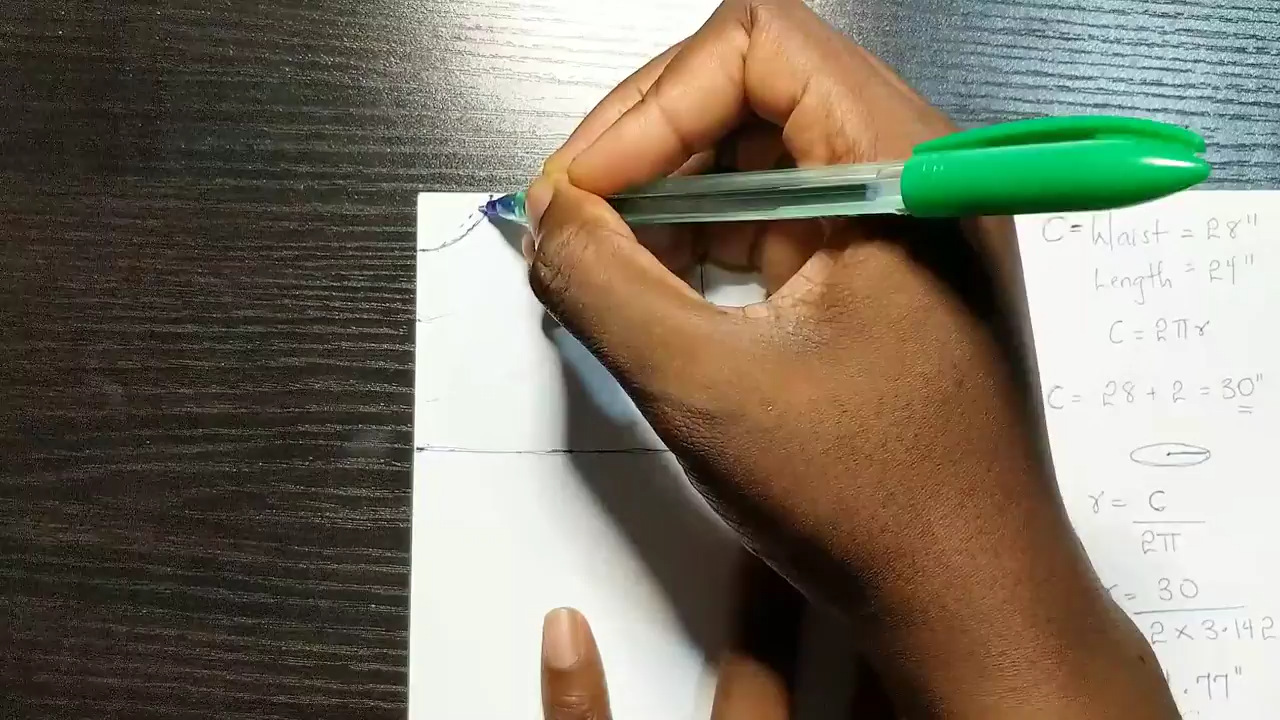 C = Waist = 28"
Length = 24"
C = 2πr
C = 28 + 2 = 30"
r = C
2π
= 30
2 x 3.142
.77"